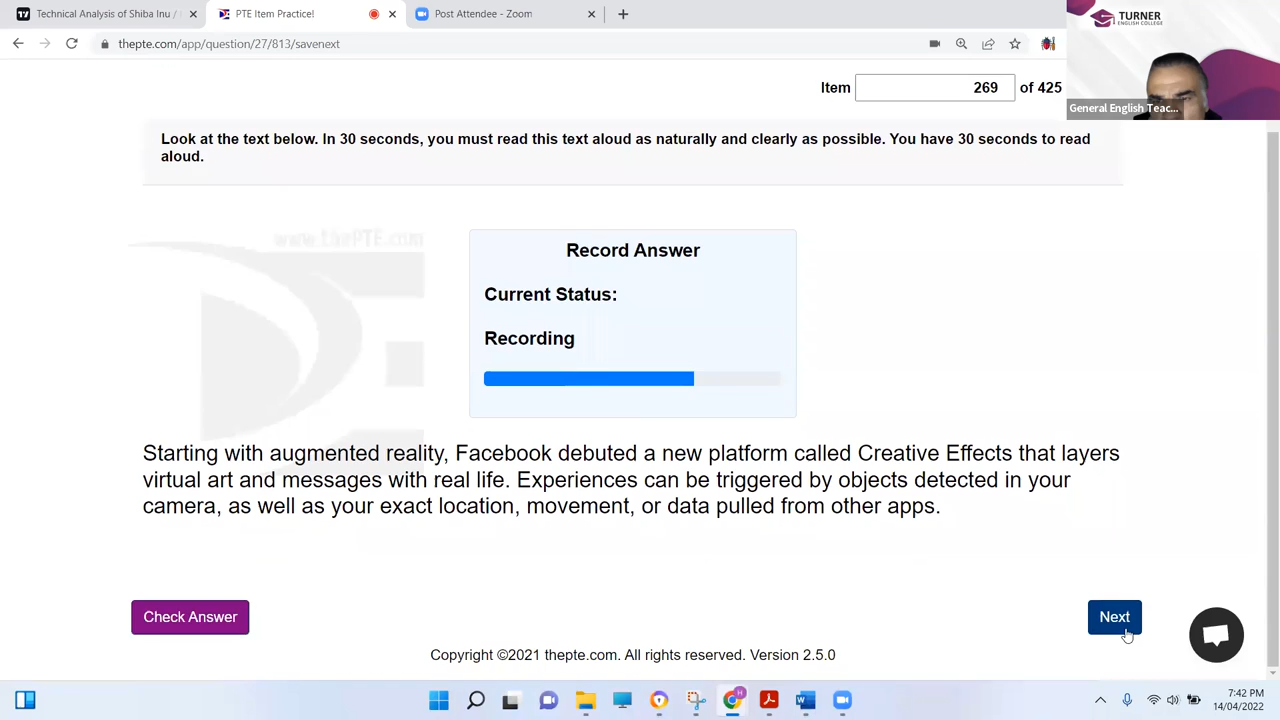 Technical Analysis of Shiba Inu /
PTE Item Practice!
Post Attendee - Zoom
thepte.com/app/question/27/813/savenext
TURNER
ENGLISH COLLEGE
General English Teac...
Item 269 of 425
Look at the text below. In 30 seconds, you must read this text aloud as naturally and clearly as possible. You have 30 seconds to read
aloud.
www.thePTE.com
Record Answer
Current Status:
Recording
Starting with augmented reality, Facebook debuted a new platform called Creative Effects that layers
virtual art and messages with real life. Experiences can be triggered by objects detected in your
camera, as well as your exact location, movement, or data pulled from other apps.
Check Answer
Next
Copyright ©2021 thepte.com. All rights reserved. Version 2.5.0
7:42 PM
14/04/2022